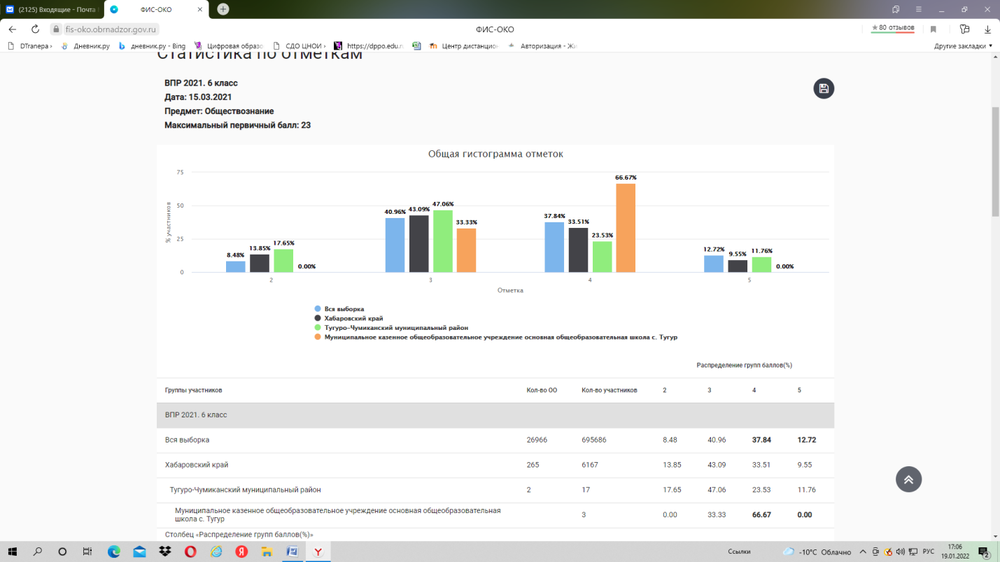 (2125) Входящие - Почта
ФИС-ОКО
fis-oko.obrnadzor.gov.ru
ФИС-ОКО
★ 80 отзывов
DTranера ›
Дневник.ру
дневник.ру - Bing
Цифровая образо
СДО ЦНОИ ›
https://dppo.edu.ru
Центр дистанцион
Авторизация - Жи
Другие закладки ▾
Статистика по отметкам
ВПР 2021. 6 класс
Дата: 15.03.2021
Предмет: Обществознание
Максимальный первичный балл: 23
Общая гистограмма отметок
% участников
75
50
25
0
8.48% 13.85% 17.65% 0.00%
40.96% 43.09% 47.06% 33.33%
37.84% 33.51% 23.53% 66.67%
12.72% 9.55% 11.76% 0.00%
2 3 4 5
Отметка
Вся выборка
Хабаровский край
Тугуро-Чумиканский муниципальный район
Муниципальное казенное общеобразовательное учреждение основная общеобразовательная школа с. Тугур
Распределение групп баллов(%)
Группы участников Кол-во ОО Кол-во участников 2 3 4 5
ВПР 2021. 6 класс
Вся выборка 26966 695686 8.48 40.96 37.84 12.72
Хабаровский край 265 6167 13.85 43.09 33.51 9.55
Тугуро-Чумиканский муниципальный район 2 17 17.65 47.06 23.53 11.76
Муниципальное казенное общеобразовательное учреждение основная общеобразовательная
школа с. Тугур 3 0.00 33.33 66.67 0.00
Столбец «Распределение групп баллов(%)»
Ссылки
-10°C Облачно
РУС
17:06
19.01.2022
2